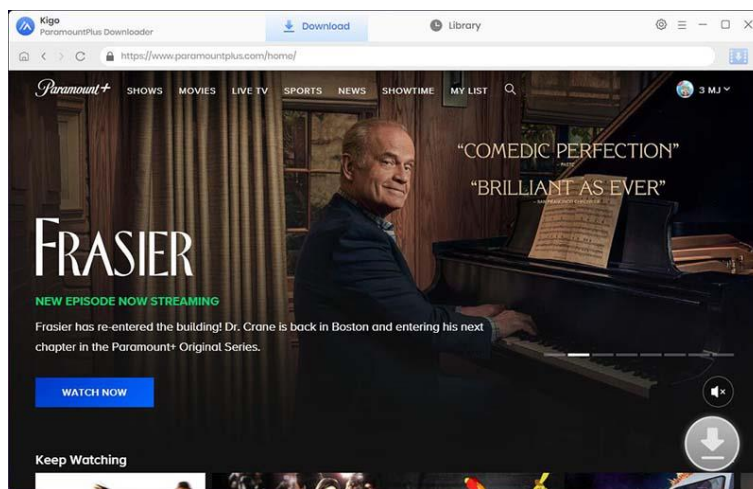 Kigo
ParamountPlus Downloader
Download
Library
https://www.paramountplus.com/home/
Paramount+ SHOWS MOVIES LIVE TV SPORTS NEWS SHOWTIME MY LIST
3 MJ
“COMEDIC PERFECTION”
“BRILLIANT AS EVER”
FRASIER
NEW EPISODE NOW STREAMING
Frasier has re-entered the building! Dr. Crane is back in Boston and entering his next
chapter in the Paramount+ Original Series.
WATCH NOW
Keep Watching